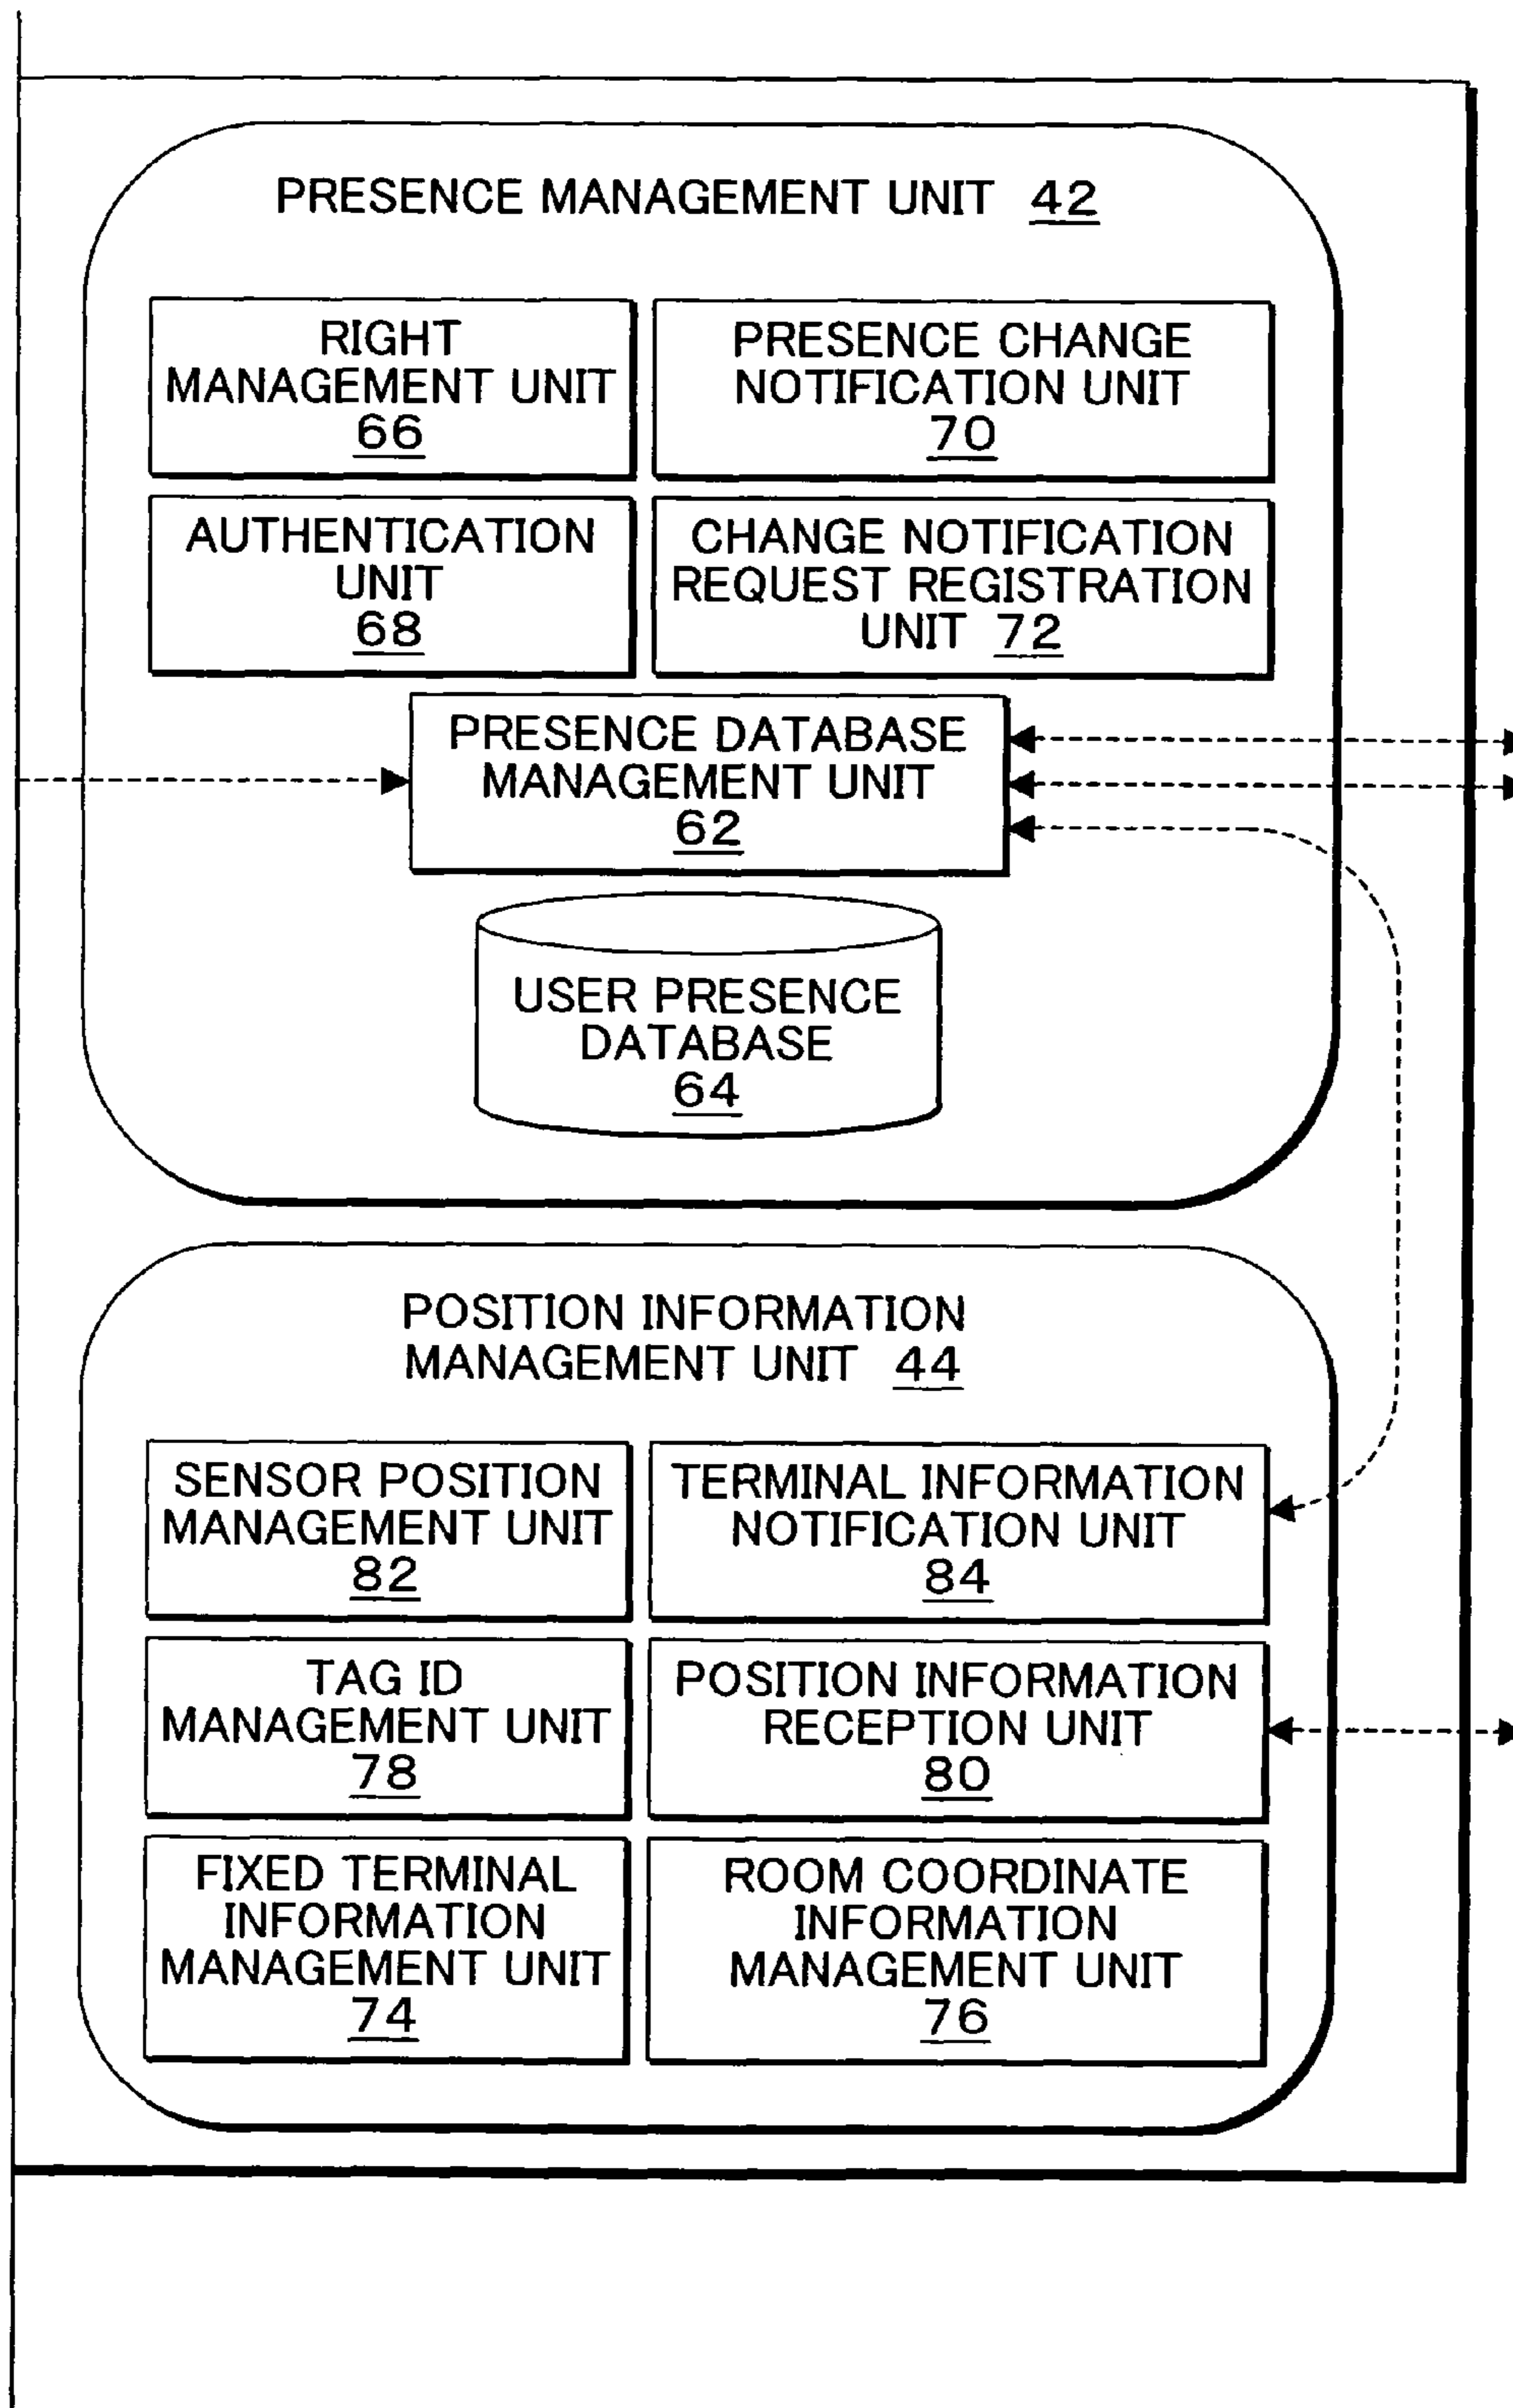 PRESENCE MANAGEMENT UNIT 42
RIGHT
MANAGEMENT UNIT
66
PRESENCE CHANGE
NOTIFICATION UNIT
70
AUTHENTICATION
UNIT
68
CHANGE NOTIFICATION
REQUEST REGISTRATION
UNIT 72
PRESENCE DATABASE
MANAGEMENT UNIT
62
USER PRESENCE
DATABASE
64
POSITION INFORMATION
MANAGEMENT UNIT 44
SENSOR POSITION
MANAGEMENT UNIT
82
TERMINAL INFORMATION
NOTIFICATION UNIT
84
TAG ID
MANAGEMENT UNIT
78
POSITION INFORMATION
RECEPTION UNIT
80
FIXED TERMINAL
INFORMATION
MANAGEMENT UNIT
74
ROOM COORDINATE
INFORMATION
MANAGEMENT UNIT
76